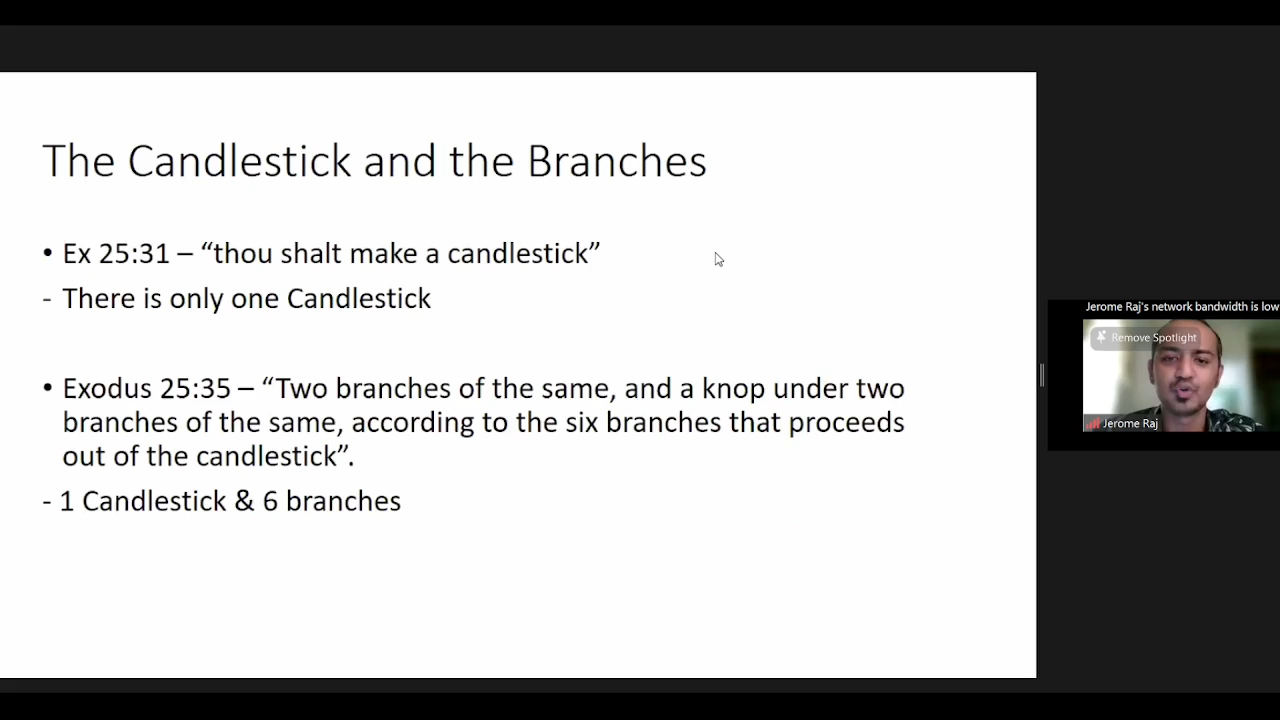 The Candlestick and the Branches
• Ex 25:31 – “thou shalt make a candlestick”
- There is only one Candlestick
• Exodus 25:35 – “Two branches of the same, and a knop under two
branches of the same, according to the six branches that proceeds
out of the candlestick”.
- 1 Candlestick & 6 branches
Jerome Raj's network bandwidth is low
Remove Spotlight
Jerome Raj